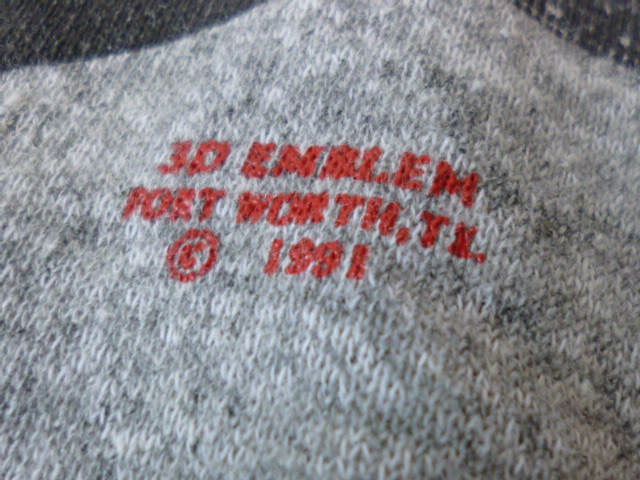 3D EMBLEM
FORT WORTH, TX.
© 1991